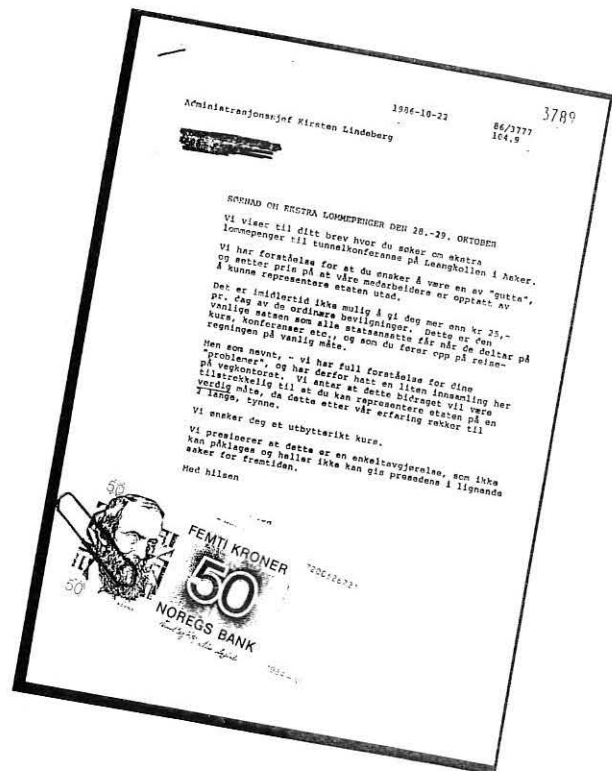 3789
1986-10-22
86/3777
104.9
Administrasjonssjef Kirsten Lindeberg
SØKNAD OM EKSTRA LOMMEPENGER DEN 28.-29. OKTOBER
Vi viser til ditt brev hvor du søker om ekstra
lommepenger til tunnelkonferanse på Leangkollen i Asker.
Vi har forståelse for at du ønsker å være en av "gutta",
og setter pris på at våre medarbeidere er opptatt av
å kunne representere etaten utad.
Det er imidlertid ikke mulig å gi deg mer enn kr 25,-
pr. dag av de ordinære bevilgninger. Dette er den
vanlige satsen som alle statsansatte får når de deltar på
kurs, konferanser etc., og som du fører opp på reise-
regningen på vanlig måte.
Men som nevnt, - vi har full forståelse for dine
"problemer", og har derfor hatt en liten innsamling her
på vegkontoret. Vi antar at dette bidraget vil være
tilstrekkelig til at du kan representere etaten på en
verdig måte, da dette etter vår erfaring rekker til
2 lange, tynne.
Vi ønsker deg et utbytterikt kurs.
Vi presiserer at dette er en enkeltavgjørelse, som ikke
kan påklages og heller ikke kan gis presedens i lignende
saker for fremtiden.
Med hilsen
50
FEMTI KRONER
50
50
NOREGS BANK